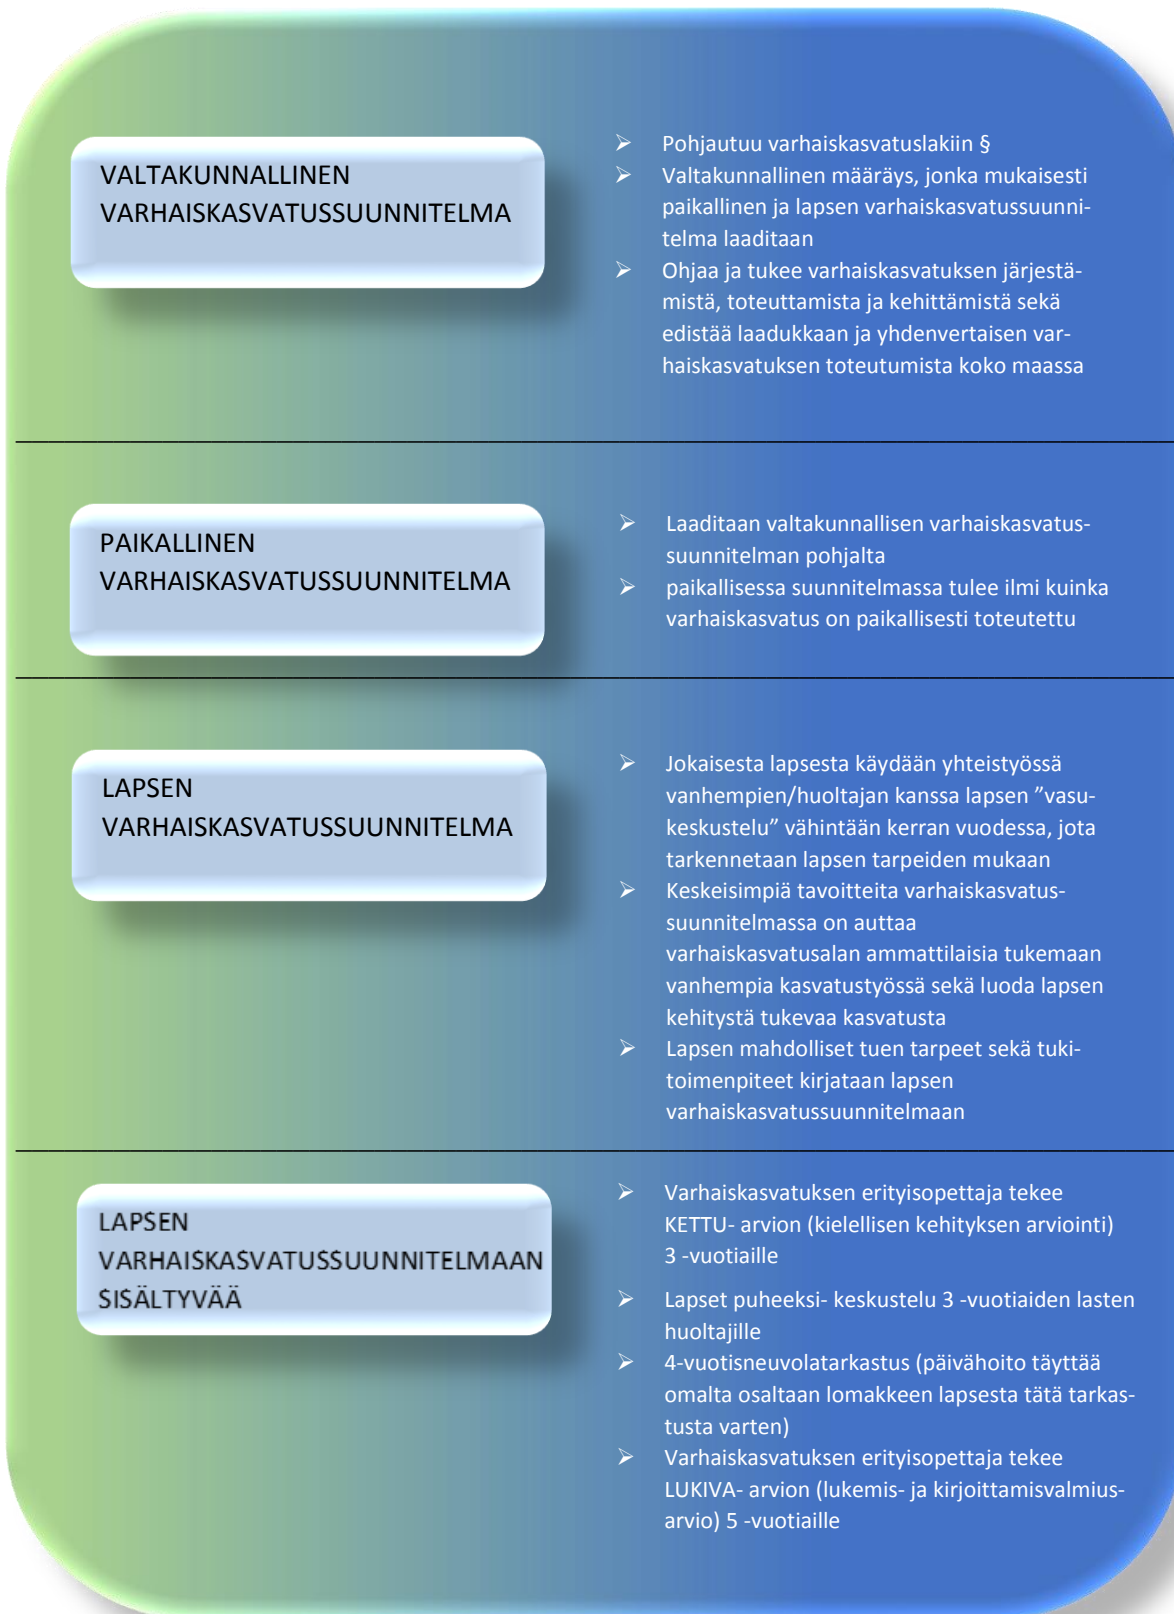 VALTAKUNNALLINEN
VARHAISKASVATUSSUUNNITELMA
➢ Pohjautuu varhaiskasvatuslakiin §
➢ Valtakunnallinen määräys, jonka mukaisesti
paikallinen ja lapsen varhaiskasvatussuunni-
telma laaditaan
➢ Ohjaa ja tukee varhaiskasvatuksen järjestä-
mistä, toteuttamista ja kehittämistä sekä
edistää laadukkaan ja yhdenvertaisen var-
haiskasvatuksen toteutumista koko maassa
PAIKALLINEN
VARHAISKASVATUSSUUNNITELMA
➢ Laaditaan valtakunnallisen varhaiskasvatus-
suunnitelman pohjalta
➢ paikallisessa suunnitelmassa tulee ilmi kuinka
varhaiskasvatus on paikallisesti toteutettu
LAPSEN
VARHAISKASVATUSSUUNNITELMA
➢ Jokaisesta lapsesta käydään yhteistyössä
vanhempien/huoltajan kanssa lapsen ”vasu-
keskustelu” vähintään kerran vuodessa, jota
tarkennetaan lapsen tarpeiden mukaan
➢ Keskeisimpiä tavoitteita varhaiskasvatus-
suunnitelmassa on auttaa
varhaiskasvatusalan ammattilaisia tukemaan
vanhempia kasvatustyössä sekä luoda lapsen
kehitystä tukevaa kasvatusta
➢ Lapsen mahdolliset tuen tarpeet sekä tuki-
toimenpiteet kirjataan lapsen
varhaiskasvatussuunnitelmaan
LAPSEN
VARHAISKASVATUSSUUNNITELMAAN
SISÄLTYVÄÄ
➢ Varhaiskasvatuksen erityisopettaja tekee
KETTU- arvion (kielellisen kehityksen arviointi)
3 -vuotiaille
➢ Lapset puheeksi- keskustelu 3 -vuotiaiden lasten
huoltajille
➢ 4-vuotisneuvolatarkastus (päivähoito täyttää
omalta osaltaan lomakkeen lapsesta tätä tarkas-
tusta varten)
➢ Varhaiskasvatuksen erityisopettaja tekee
LUKIVA- arvion (lukemis- ja kirjoittamisvalmius-
arvio) 5 -vuotiaille